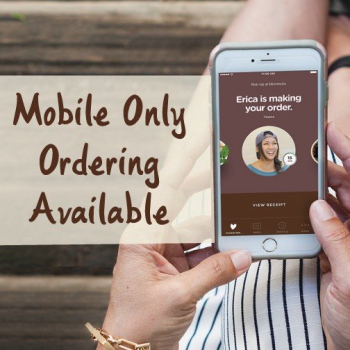 Mobile Only
Ordering
Available
Erica is making
your order.
VIEW RECEIPT